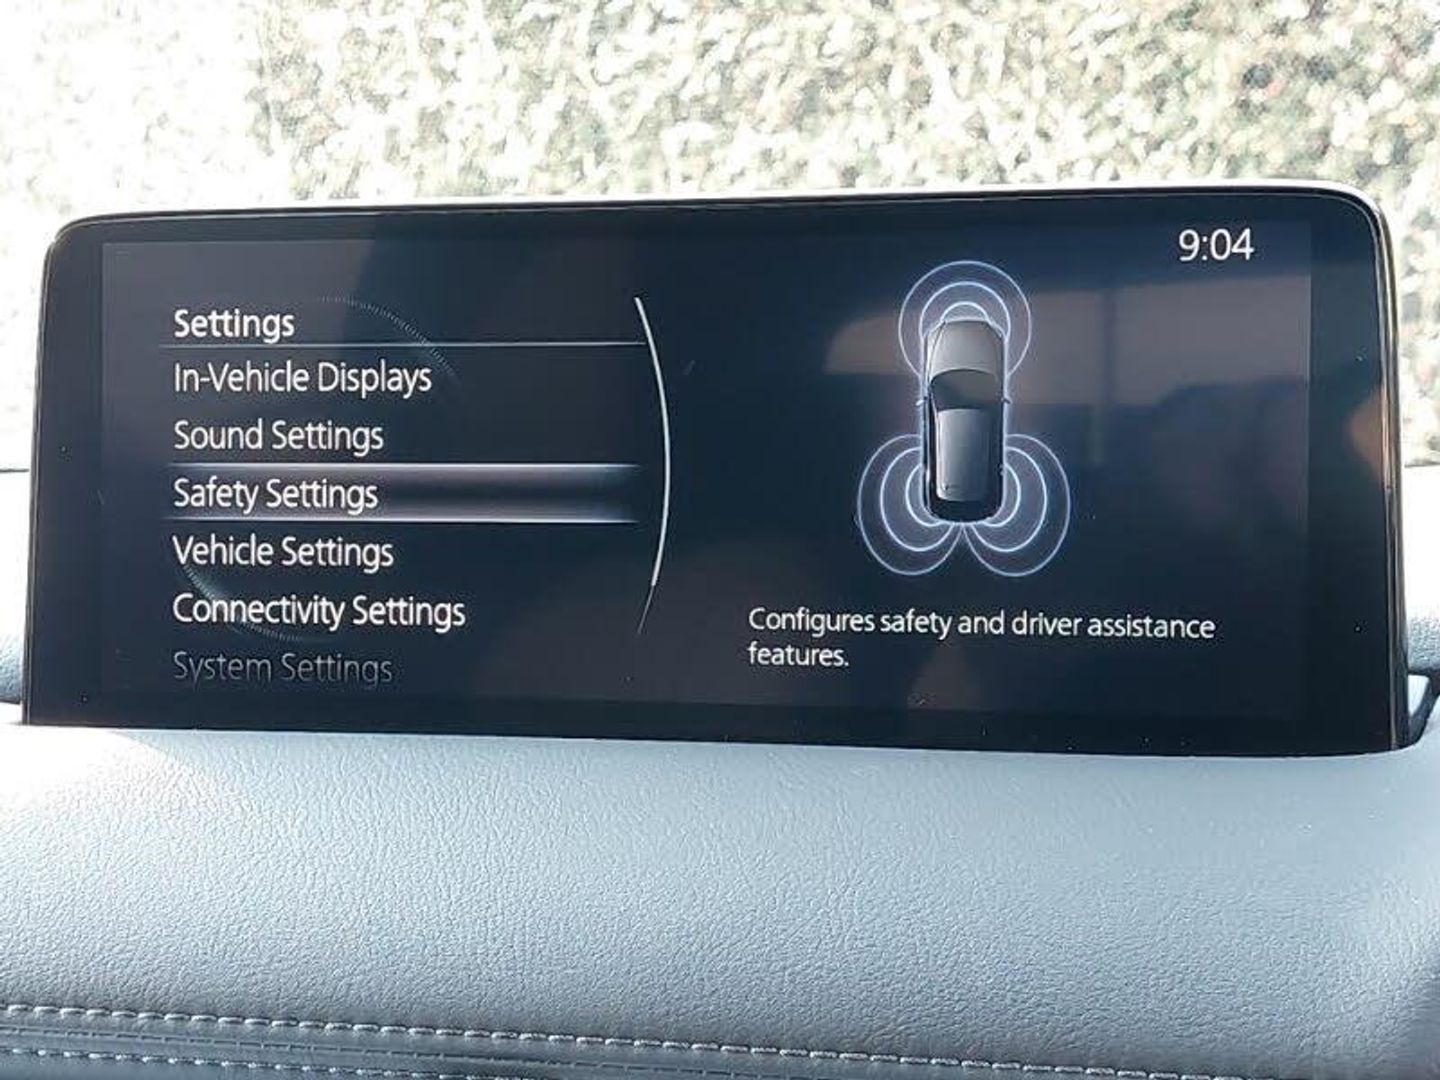 9:04
Settings
In-Vehicle Displays
Sound Settings
Safety Settings
Vehicle Settings
Connectivity Settings
System Settings
Configures safety and driver assistance
features.